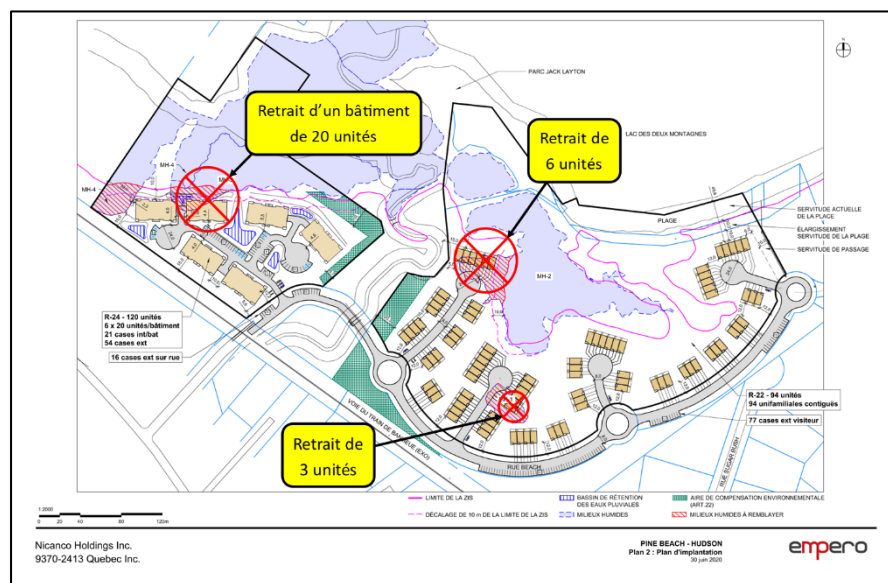 PARC JACK LAYTON
Retrait d'un bâtiment
de 20 unités
Retrait de
6 unités
LAC DES DEUX MONTAGNES
MH-4
MH-4
SERVITUDE ACTUELLE
DE LA PLAGE
PLAGE
ÉLARGISSEMENT
SERVITUDE DE LA PLAGE
SERVITUDE DE PASSAGE
MH-2
R-24 - 120 unités
6 x 20 unités/bâtiment
21 cases int/bat
54 cases ext
16 cases ext sur rue
R-22 - 94 unités
94 unifamiliales contiguës
77 cases ext visiteur
VOIE DU TRAIN DE BANLIEUE (EXO)
Retrait de
3 unités
RUE BEACH
RUE SUGAR BUSH
1:2000
0 20 40 80 120m
LIMITE DE LA ZIS
DÉCALAGE DE 10 m DE LA LIMITE DE LA ZIS
BASSIN DE RÉTENTION
DES EAUX PLUVIALES
MILIEUX HUMIDES
AIRE DE COMPENSATION ENVIRONNEMENTALE
(ART.22)
MILIEUX HUMIDES À REMBLAYER
Nicanco Holdings Inc.
9370-2413 Quebec Inc.
PINE BEACH - HUDSON
Plan 2 : Plan d'implantation
30 juin 2020
empero